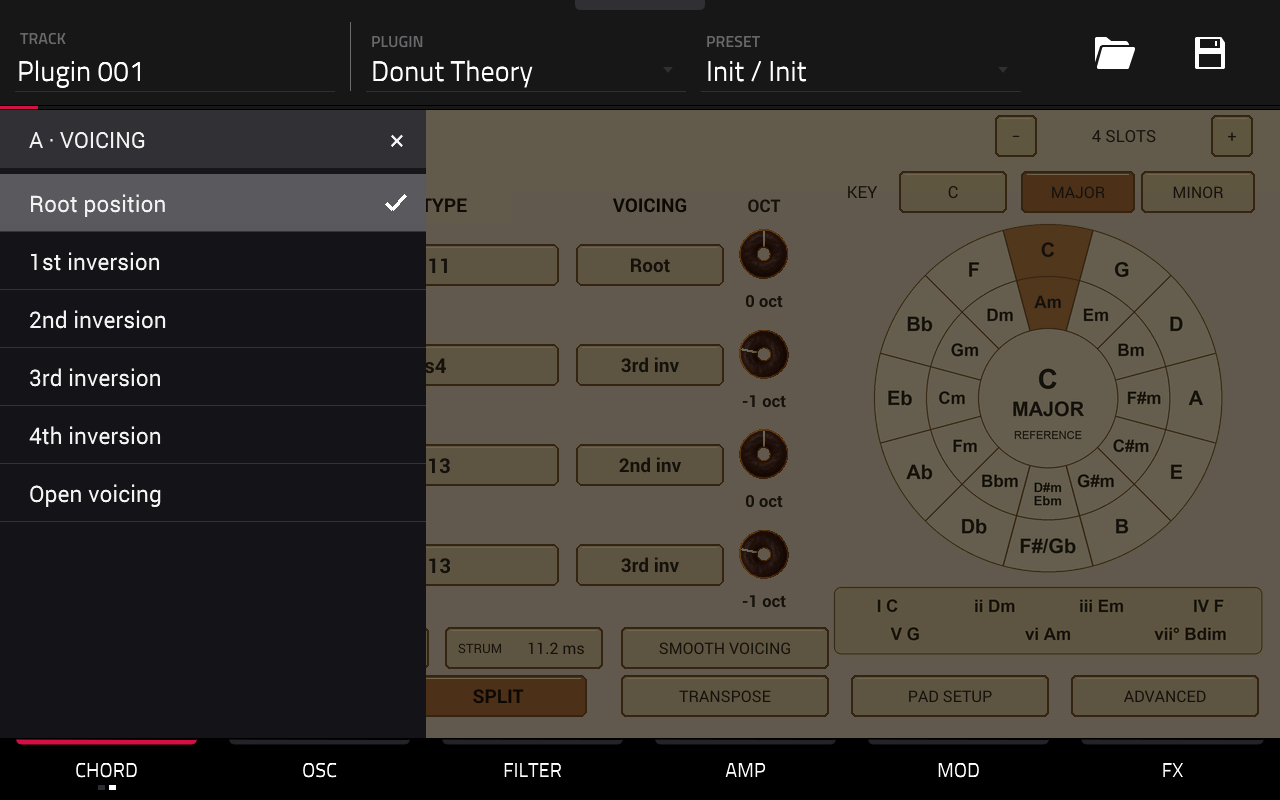 TRACK
Plugin 001
PLUGIN
Donut Theory
PRESET
Init / Init
A · VOICING
Root position
1st inversion
2nd inversion
3rd inversion
4th inversion
Open voicing
− 4 SLOTS +
KEY C MAJOR MINOR
TYPE VOICING OCT
11 Root
0 oct
s4 3rd inv
-1 oct
13 2nd inv
0 oct
13 3rd inv
-1 oct
C
F G
Am
Dm Em
Bb D
Gm Bm
C
MAJOR
REFERENCE
Eb Cm F#m A
Fm C#m
Ab E
Bbm D#m G#m
Ebm
Db B
F#/Gb
I C ii Dm iii Em IV F
V G vi Am vii° Bdim
STRUM 11.2 ms SMOOTH VOICING
SPLIT TRANSPOSE PAD SETUP ADVANCED
CHORD OSC FILTER AMP MOD FX